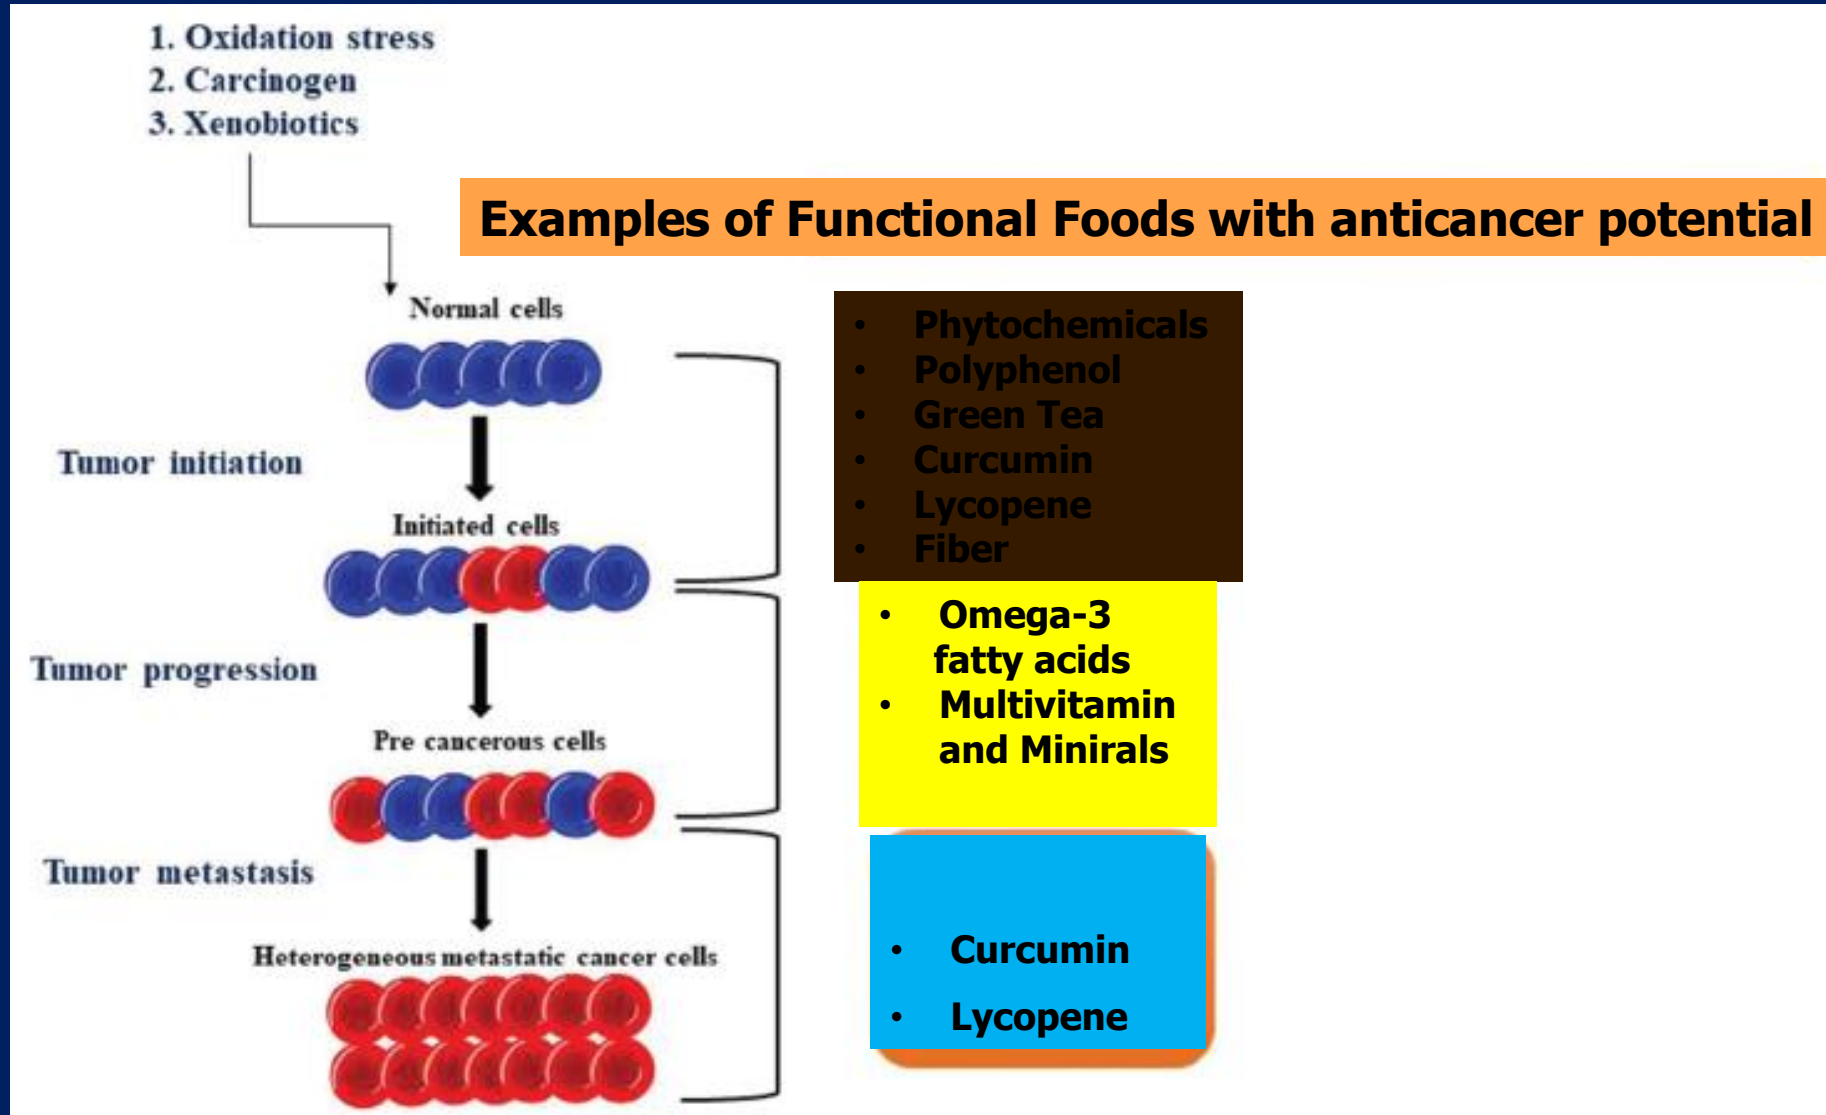 1. Oxidation stress
2. Carcinogen
3. Xenobiotics
Examples of Functional Foods with anticancer potential
Normal cells
Tumor initiation
Initiated cells
Tumor progression
Pre cancerous cells
Tumor metastasis
Heterogeneous metastatic cancer cells
• Phytochemicals
• Polyphenol
• Green Tea
• Curcumin
• Lycopene
• Fiber
• Omega-3
fatty acids
• Multivitamin
and Minirals
• Curcumin
• Lycopene